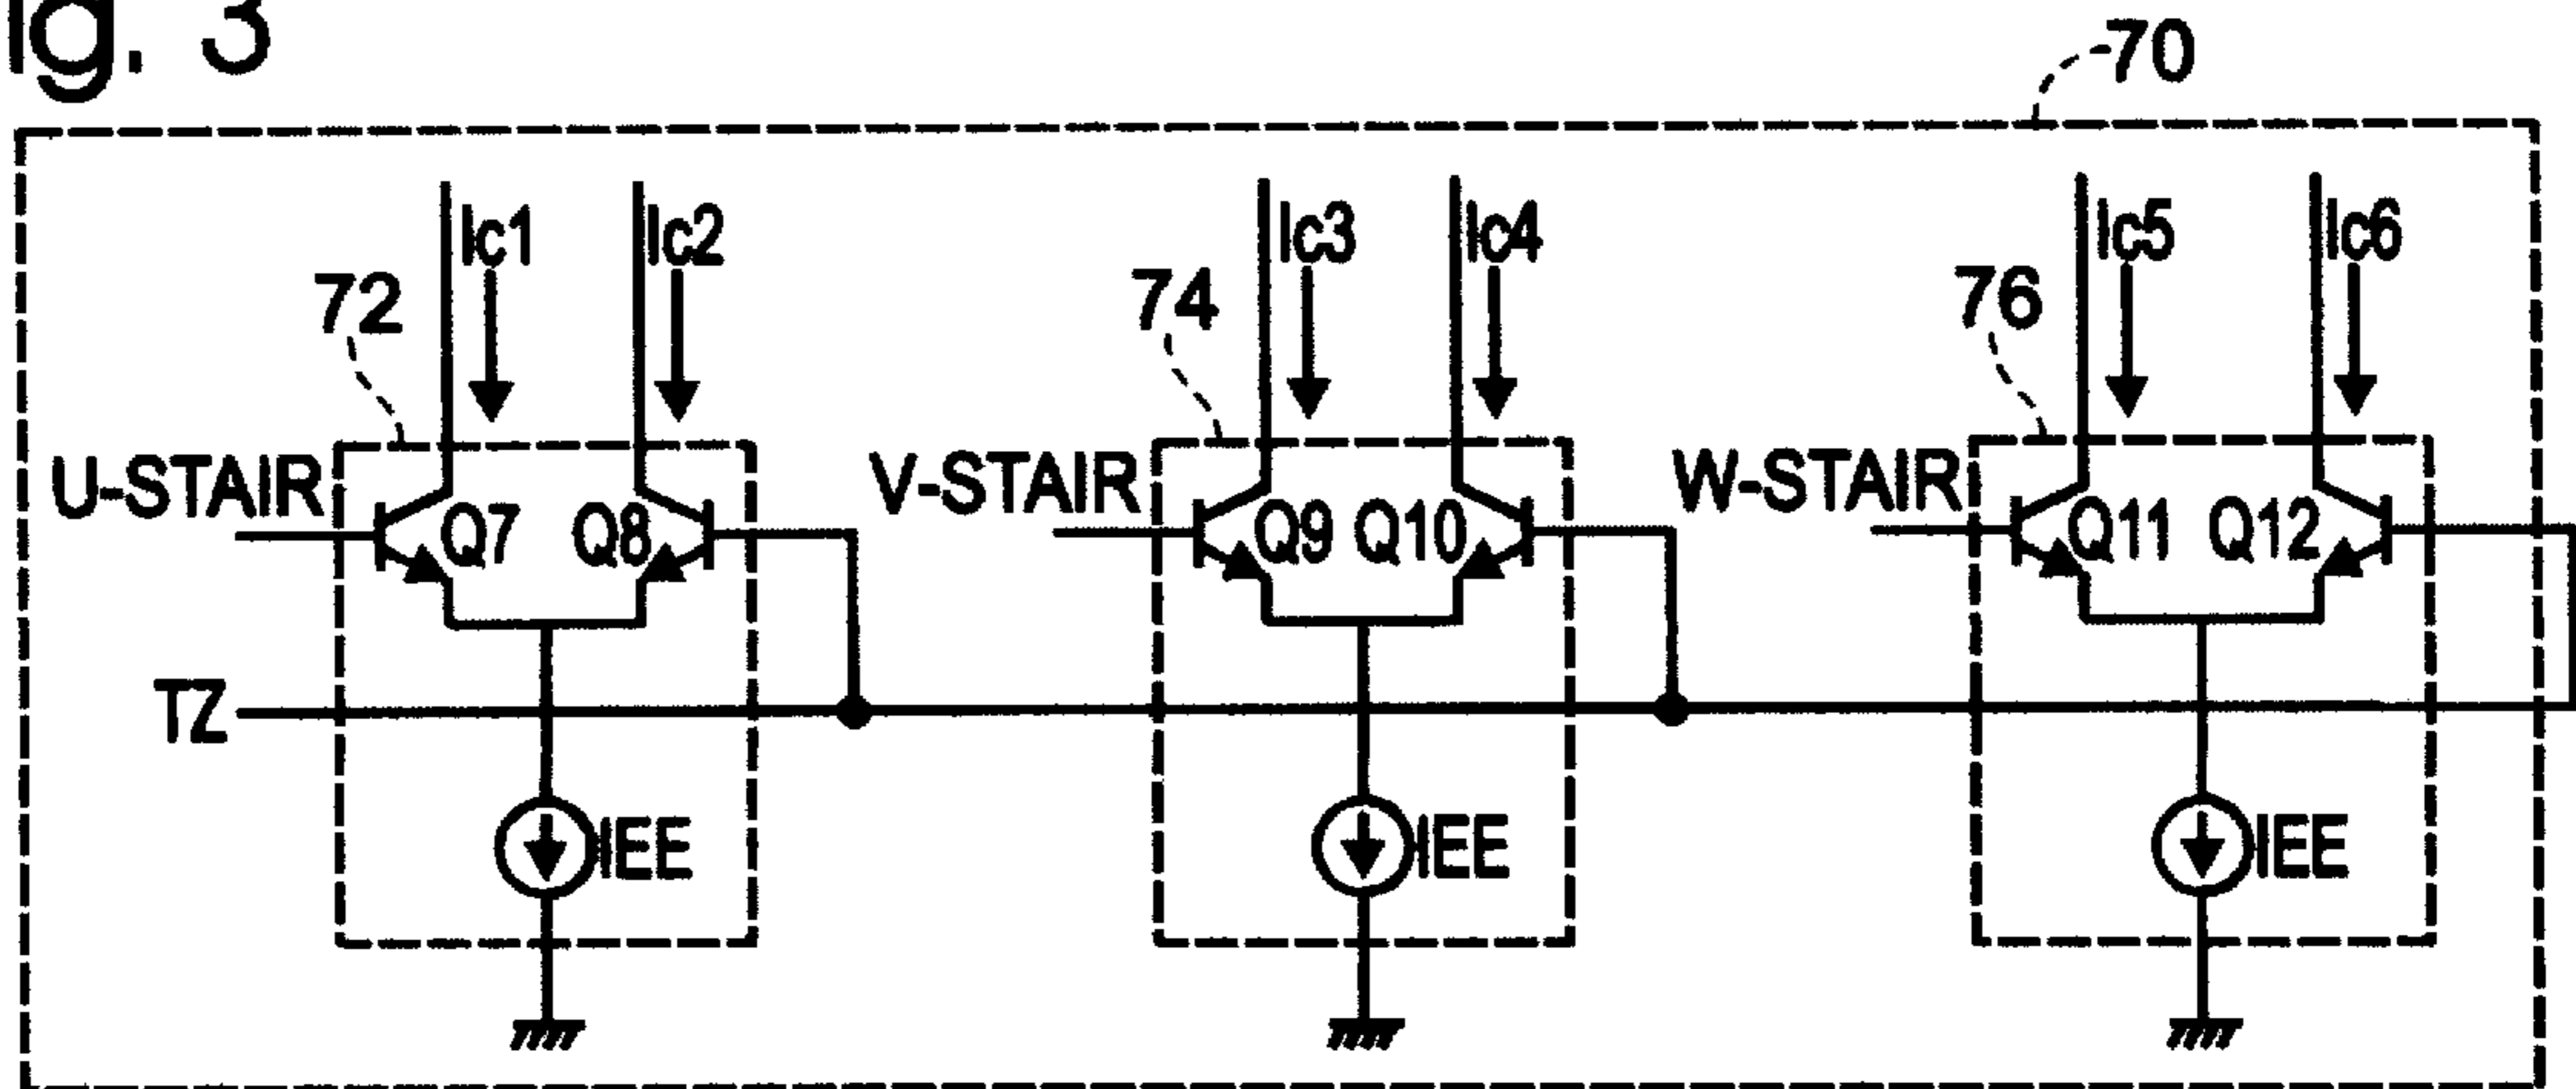 ig. 3
70
Ic1 Ic2 Ic3 Ic4 Ic5 Ic6
72 74 76
U-STAIR Q7 Q8 V-STAIR Q9 Q10 W-STAIR Q11 Q12
TZ
IEE IEE IEE